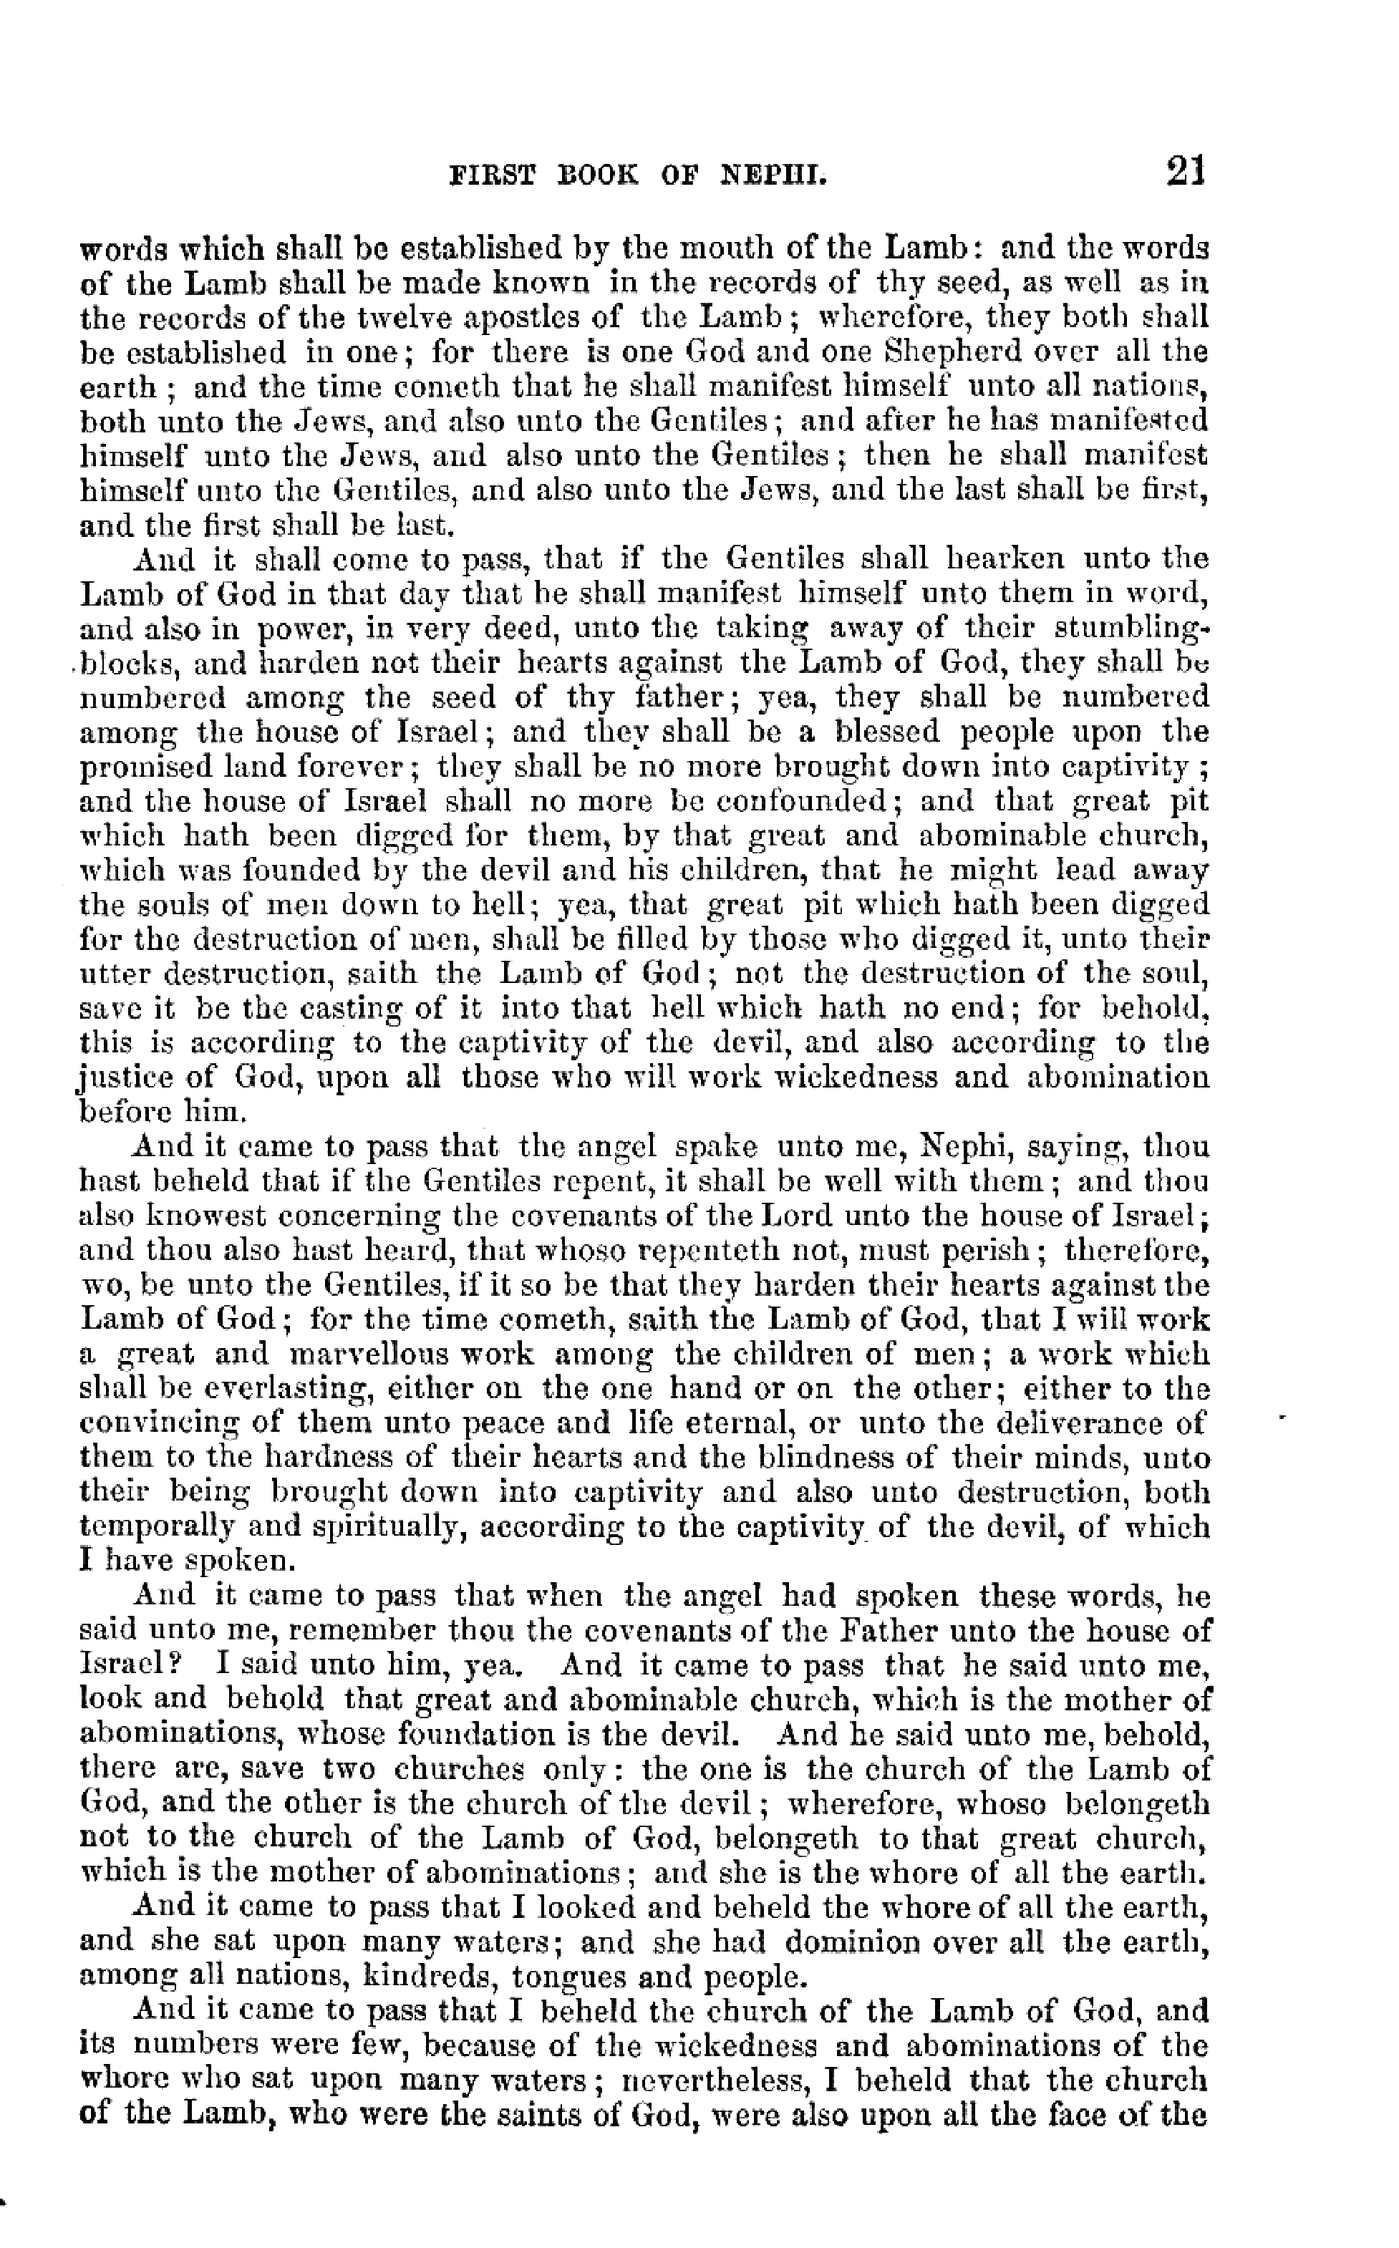 FIRST BOOK OF NEPHI. 21
words which shall be established by the mouth of the Lamb: and the words
of the Lamb shall be made known in the records of thy seed, as well as in
the records of the twelve apostles of the Lamb; wherefore, they both shall
be established in one; for there is one God and one Shepherd over all the
earth; and the time cometh that he shall manifest himself unto all nations,
both unto the Jews, and also unto the Gentiles; and after he has manifested
himself unto the Jews, and also unto the Gentiles; then he shall manifest
himself unto the Gentiles, and also unto the Jews, and the last shall be first,
and the first shall be last.
And it shall come to pass, that if the Gentiles shall hearken unto the
Lamb of God in that day that he shall manifest himself unto them in word,
and also in power, in very deed, unto the taking away of their stumbling-
blocks, and harden not their hearts against the Lamb of God, they shall be
numbered among the seed of thy father; yea, they shall be numbered
among the house of Israel; and they shall be a blessed people upon the
promised land forever; they shall be no more brought down into captivity;
and the house of Israel shall no more be confounded; and that great pit
which hath been digged for them, by that great and abominable church,
which was founded by the devil and his children, that he might lead away
the souls of men down to hell; yea, that great pit which hath been digged
for the destruction of men, shall be filled by those who digged it, unto their
utter destruction, saith the Lamb of God; not the destruction of the soul,
save it be the casting of it into that hell which hath no end; for behold,
this is according to the captivity of the devil, and also according to the
justice of God, upon all those who will work wickedness and abomination
before him.
And it came to pass that the angel spake unto me, Nephi, saying, thou
hast beheld that if the Gentiles repent, it shall be well with them; and thou
also knowest concerning the covenants of the Lord unto the house of Israel;
and thou also hast heard, that whoso repenteth not, must perish; therefore,
wo, be unto the Gentiles, if it so be that they harden their hearts against the
Lamb of God; for the time cometh, saith the Lamb of God, that I will work
a great and marvellous work among the children of men; a work which
shall be everlasting, either on the one hand or on the other; either to the
convincing of them unto peace and life eternal, or unto the deliverance of
them to the hardness of their hearts and the blindness of their minds, unto
their being brought down into captivity and also unto destruction, both
temporally and spiritually, according to the captivity of the devil, of which
I have spoken.
And it came to pass that when the angel had spoken these words, he
said unto me, remember thou the covenants of the Father unto the house of
Israel? I said unto him, yea. And it came to pass that he said unto me,
look and behold that great and abominable church, which is the mother of
abominations, whose foundation is the devil. And he said unto me, behold,
there are, save two churches only: the one is the church of the Lamb of
God, and the other is the church of the devil; wherefore, whoso belongeth
not to the church of the Lamb of God, belongeth to that great church,
which is the mother of abominations; and she is the whore of all the earth.
And it came to pass that I looked and beheld the whore of all the earth,
and she sat upon many waters; and she had dominion over all the earth,
among all nations, kindreds, tongues and people.
And it came to pass that I beheld the church of the Lamb of God, and
its numbers were few, because of the wickedness and abominations of the
whore who sat upon many waters; nevertheless, I beheld that the church
of the Lamb, who were the saints of God, were also upon all the face of the